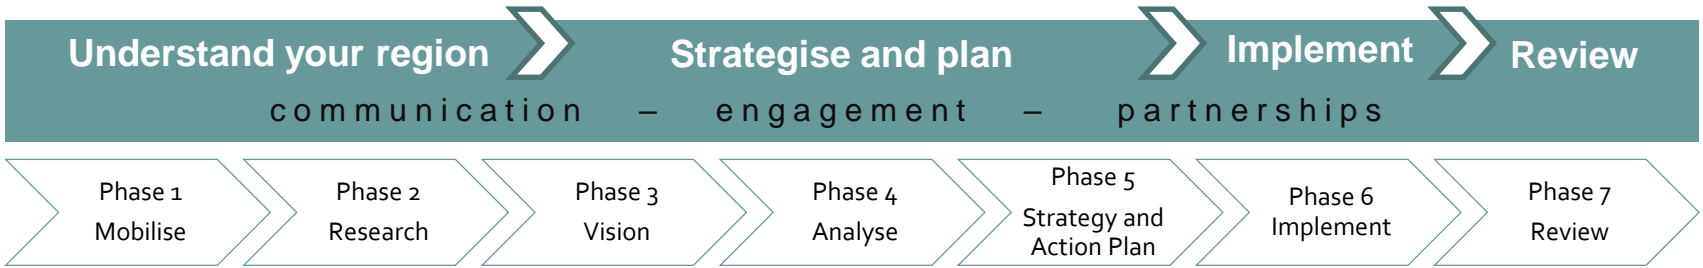 Understand your region
Strategise and plan
Implement
Review
communication – engagement – partnerships
Phase 1
Mobilise
Phase 2
Research
Phase 3
Vision
Phase 4
Analyse
Phase 5
Strategy and
Action Plan
Phase 6
Implement
Phase 7
Review